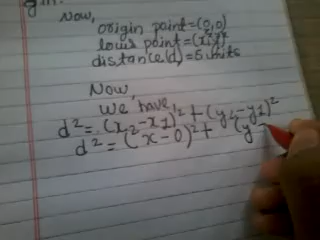 Now,
origin point=(0,0)
locus point=(x,y)
distance(d)=5 units
Now,
We have,
d²=(x₂-x₁)²+(y₂-y₁)²
d²=(x-0)²+(y-